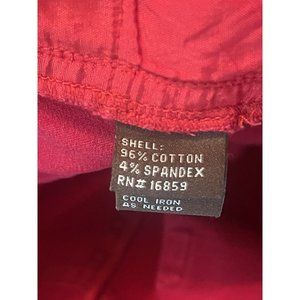 SHELL:
96% COTTON
4% SPANDEX
RN# 16859
COOL IRON
AS NEEDED